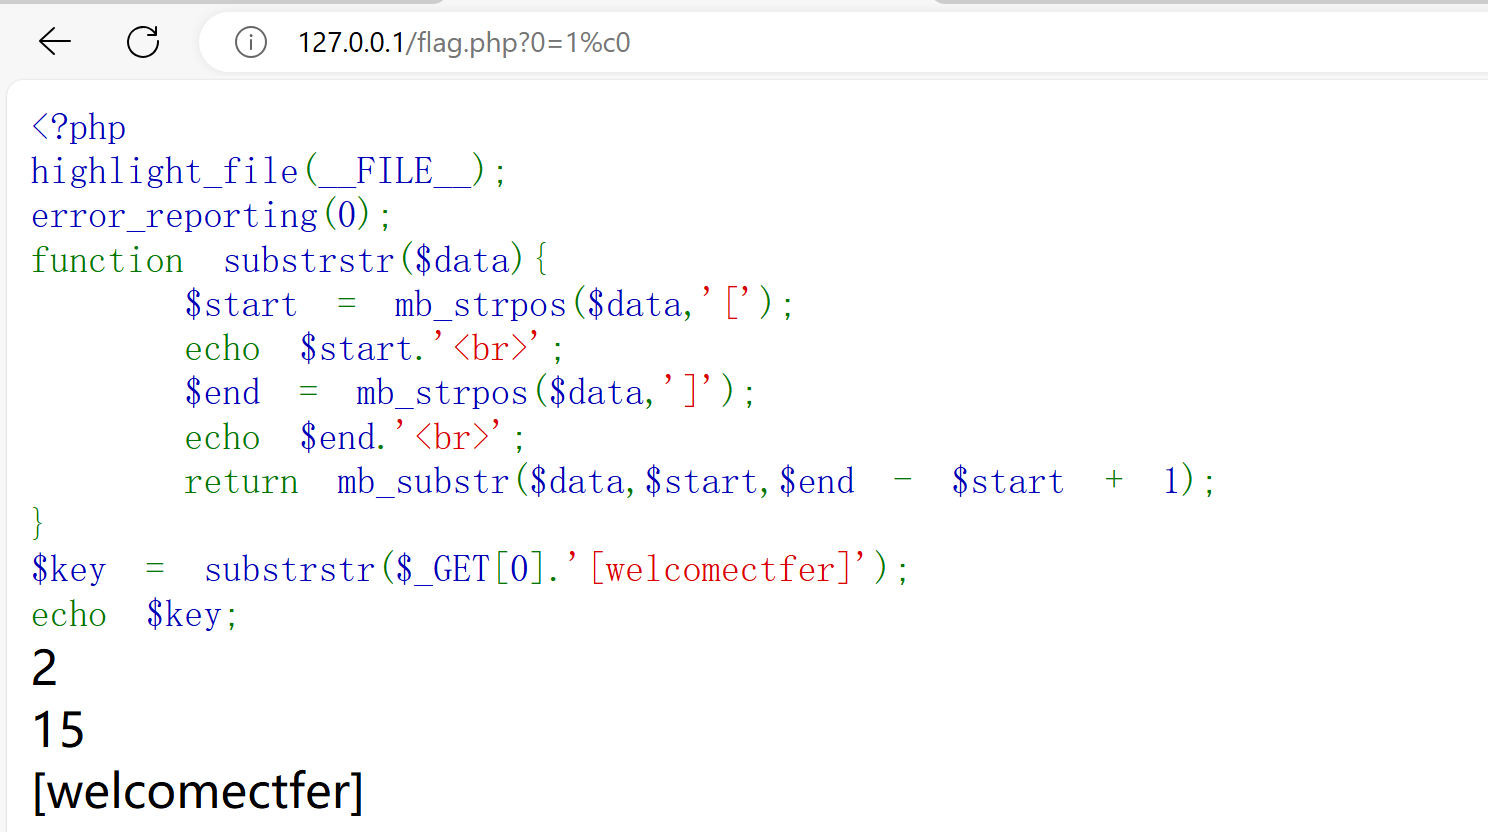 127.0.0.1/flag.php?0=1%c0
<?php
highlight_file(__FILE__);
error_reporting(0);
function substrstr($data){
        $start = mb_strpos($data,'[');
        echo $start.'<br>';
        $end = mb_strpos($data,']');
        echo $end.'<br>';
        return mb_substr($data,$start,$end - $start + 1);
}
$key = substrstr($_GET[0].'[welcomectfer]');
echo $key;
2
15
[welcomectfer]